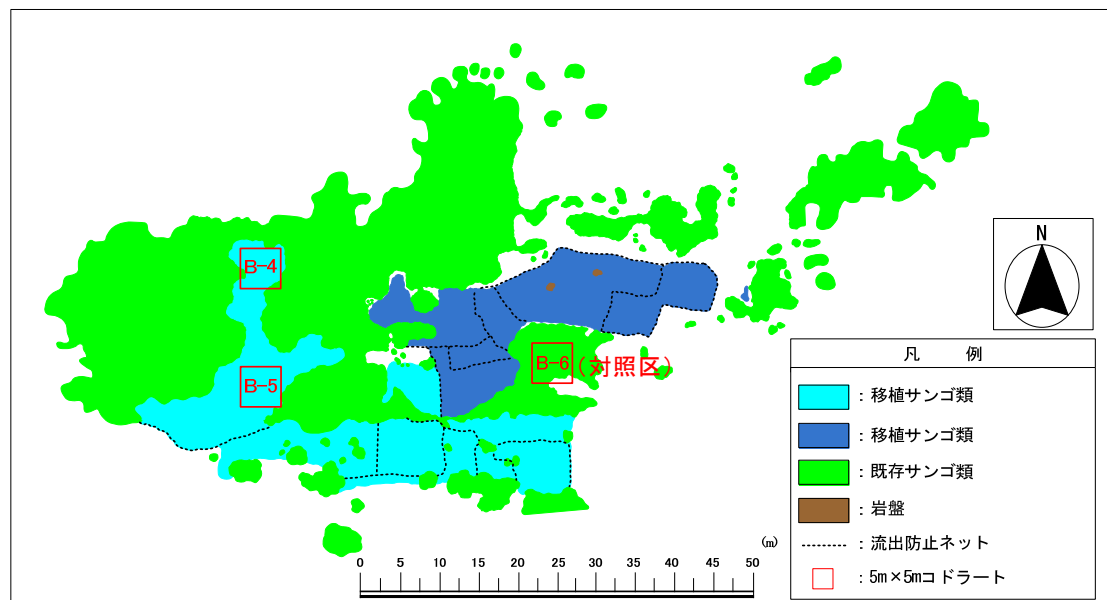 B-4
B-5
B-6(対照区)
N
凡 例
：移植サンゴ類
：移植サンゴ類
：既存サンゴ類
：岩盤
：流出防止ネット
：5m×5mコドラート
(m)
0 5 10 15 20 25 30 35 40 45 50